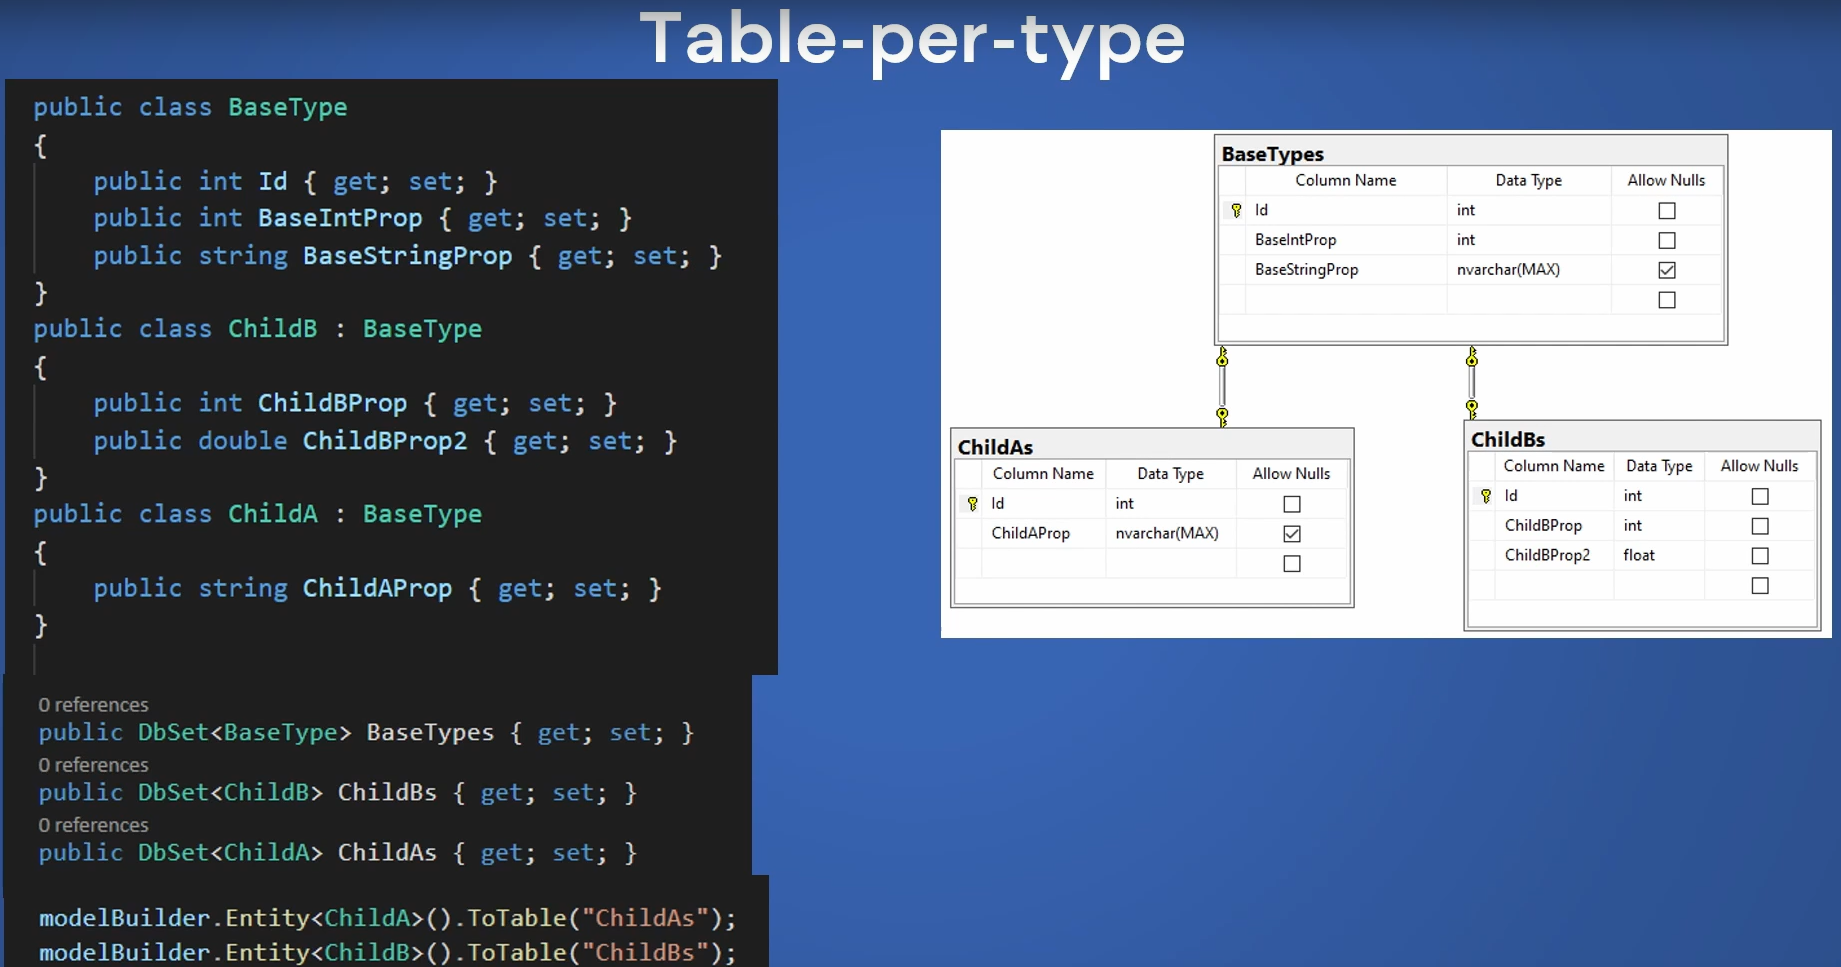 Table-per-type
public class BaseType
{
public int Id { get; set; }
public int BaseIntProp { get; set; }
public string BaseStringProp { get; set; }
}
public class ChildB : BaseType
{
public int ChildBProp { get; set; }
public double ChildBProp2 { get; set; }
}
public class ChildA : BaseType
{
public string ChildAProp { get; set; }
}
0 references
public DbSet<BaseType> BaseTypes { get; set; }
0 references
public DbSet<ChildB> ChildBs { get; set; }
0 references
public DbSet<ChildA> ChildAs { get; set; }
modelBuilder.Entity<ChildA>().ToTable("ChildAs");
modelBuilder.Entity<ChildB>().ToTable("ChildBs");
BaseTypes
Column Name Data Type Allow Nulls
Id int
BaseIntProp int
BaseStringProp nvarchar(MAX)
ChildAs
Column Name Data Type Allow Nulls
Id int
ChildAProp nvarchar(MAX)
ChildBs
Column Name Data Type Allow Nulls
Id int
ChildBProp int
ChildBProp2 float